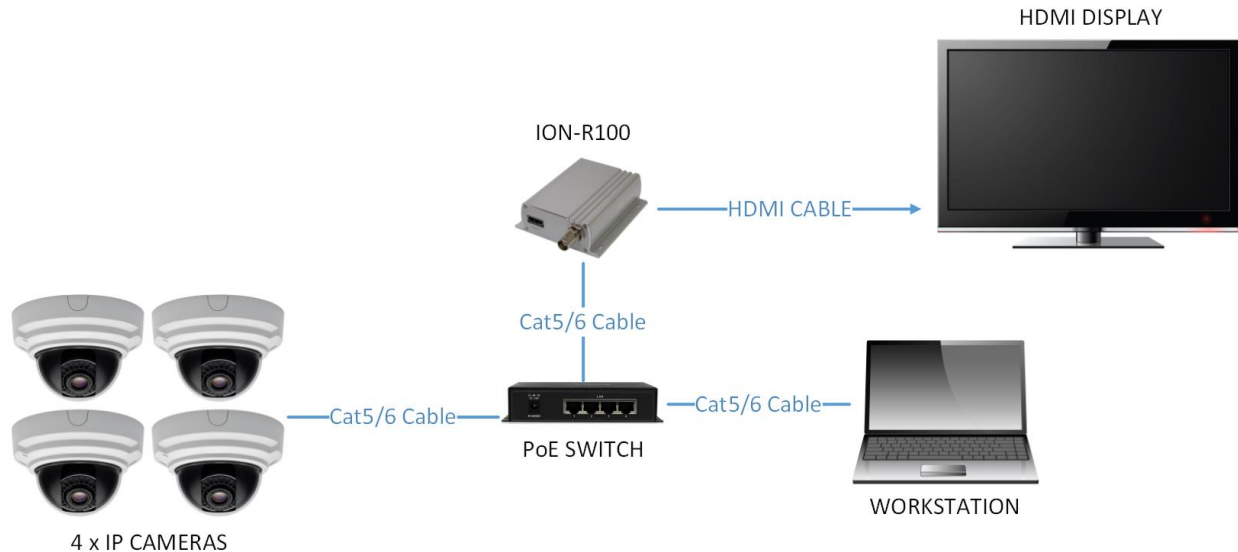 HDMI DISPLAY
ION-R100
HDMI CABLE
Cat5/6 Cable
Cat5/6 Cable
Cat5/6 Cable
PoE SWITCH
WORKSTATION
4 x IP CAMERAS